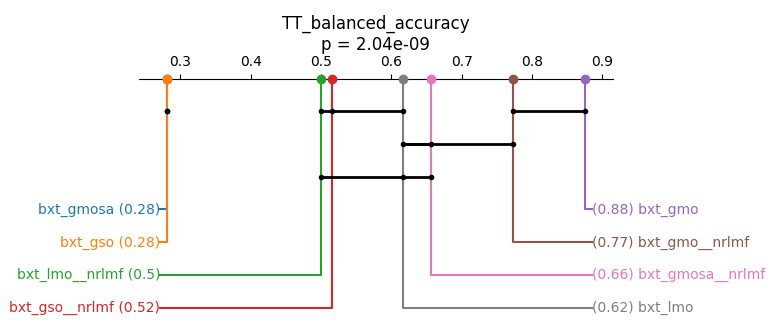 TT_balanced_accuracy
p = 2.04e-09
0.3 0.4 0.5 0.6 0.7 0.8 0.9
bxt_gmosa (0.28) (0.88) bxt_gmo
bxt_gso (0.28) (0.77) bxt_gmo__nrlmf
bxt_lmo__nrlmf (0.5) (0.66) bxt_gmosa__nrlmf
bxt_gso__nrlmf (0.52) (0.62) bxt_lmo